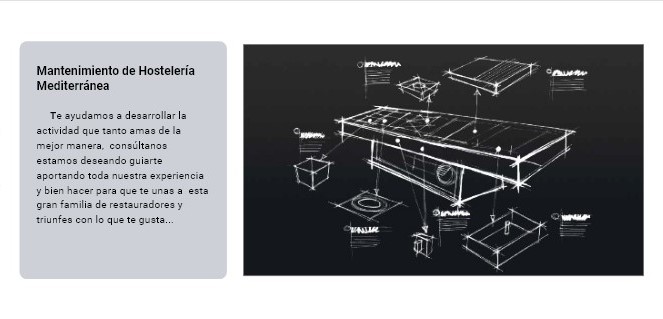 Mantenimiento de Hostelería
Mediterránea
Te ayudamos a desarrollar la
actividad que tanto amas de la
mejor manera, consúltanos
estamos deseando guiarte
aportando toda nuestra experiencia
y bien hacer para que te unas a esta
gran familia de restauradores y
triunfes con lo que te gusta...